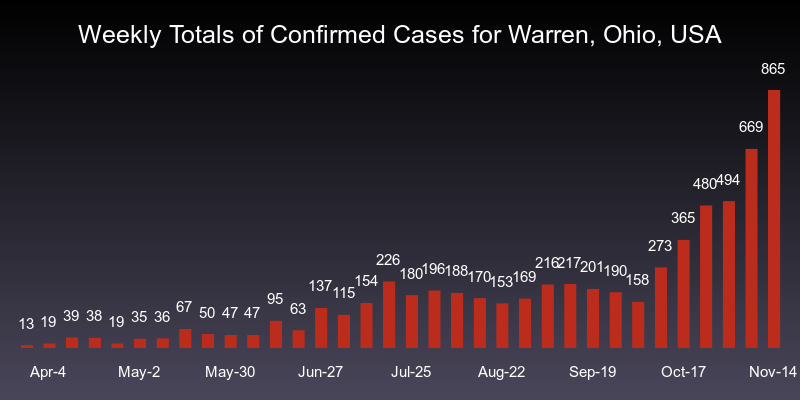 Weekly Totals of Confirmed Cases for Warren, Ohio, USA
13 19 39 38 19 35 36 67 50 47 47 95 63 137 115 154 226 180 196 188 170 153 169 216 217 201 190 158 273 365 480 494 669 865
Apr-4 May-2 May-30 Jun-27 Jul-25 Aug-22 Sep-19 Oct-17 Nov-14